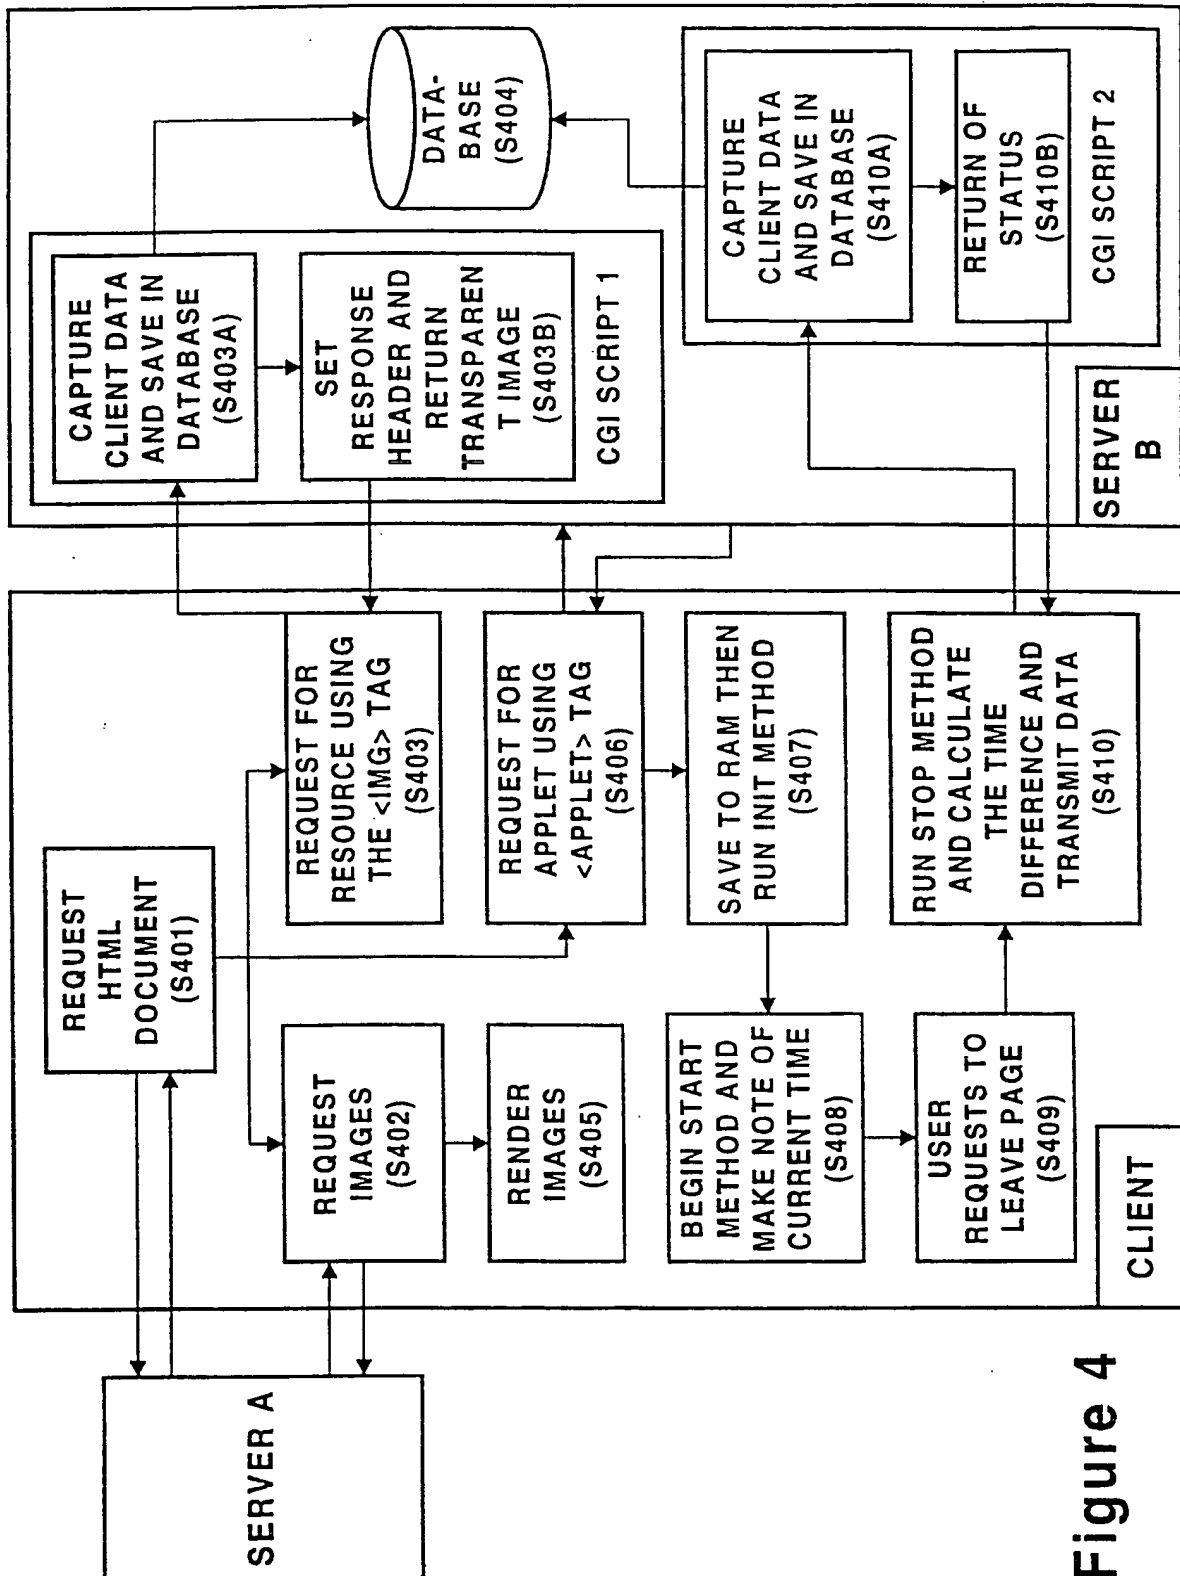 SERVER A
REQUEST
HTML
DOCUMENT
(S401)
REQUEST
IMAGES
(S402)
REQUEST FOR
RESOURCE USING
THE <IMG> TAG
(S403)
RENDER
IMAGES
(S405)
REQUEST FOR
APPLET USING
<APPLET> TAG
(S406)
SAVE TO RAM THEN
RUN INIT METHOD
(S407)
BEGIN START
METHOD AND
MAKE NOTE OF
CURRENT TIME
(S408)
USER
REQUESTS TO
LEAVE PAGE
(S409)
RUN STOP METHOD
AND CALCULATE
THE TIME
DIFFERENCE AND
TRANSMIT DATA
(S410)
CLIENT
CAPTURE
CLIENT DATA
AND SAVE IN
DATABASE
(S403A)
SET
RESPONSE
HEADER AND
RETURN
TRANSPAREN
T IMAGE
(S403B)
CGI SCRIPT 1
DATA-
BASE
(S404)
CAPTURE
CLIENT DATA
AND SAVE IN
DATABASE
(S410A)
RETURN OF
STATUS
(S410B)
CGI SCRIPT 2
SERVER
B
Figure 4